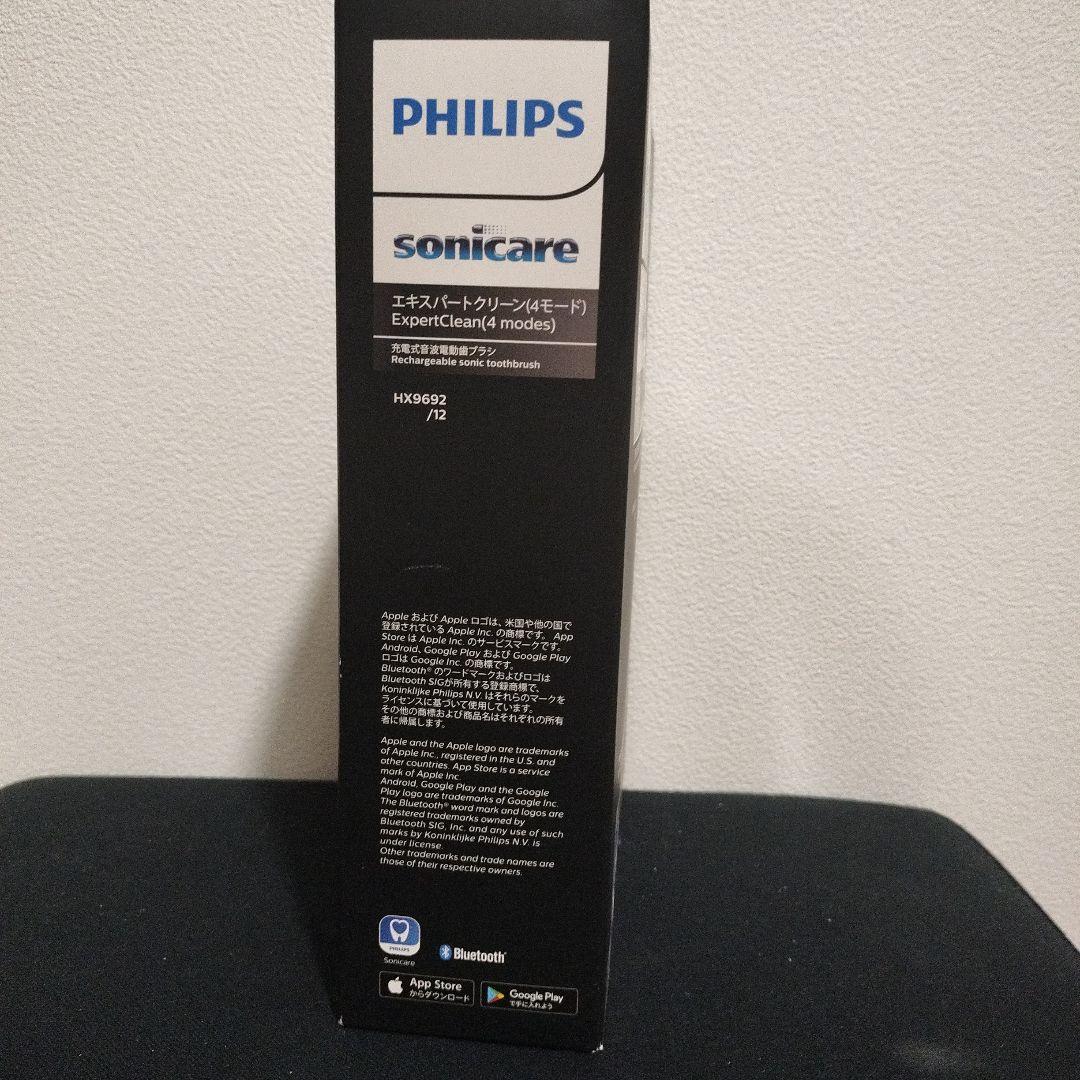 PHILIPS
sonicare
エキスパートクリーン(4モード)
ExpertClean(4 modes)
充電式音波電動歯ブラシ
Rechargeable sonic toothbrush
HX9692
/12
Apple および Apple ロゴは、米国や他の国で
登録されている Apple Inc. の商標です。 App
Store は Apple Inc. のサービスマークです。
Android、Google Play および Google Play
ロゴは Google Inc. の商標です。
Bluetooth® のワードマークおよびロゴは
Bluetooth SIGが所有する登録商標で、
Koninklijke Philips N.V. はそれらのマークを
ライセンスに基づいて使用しています。
その他の商標および商品名はそれぞれの所有
者に帰属します。
Apple and the Apple logo are trademarks
of Apple Inc., registered in the U.S. and
other countries. App Store is a service
mark of Apple Inc.
Android, Google Play and the Google
Play logo are trademarks of Google Inc.
The Bluetooth® word mark and logos are
registered trademarks owned by
Bluetooth SIG, Inc. and any use of such
marks by Koninklijke Philips N.V. is
under license.
Other trademarks and trade names are
those of their respective owners.
PHILIPS
Sonicare
Bluetooth®
App Store
からダウンロード
Google Play
で手に入れよう